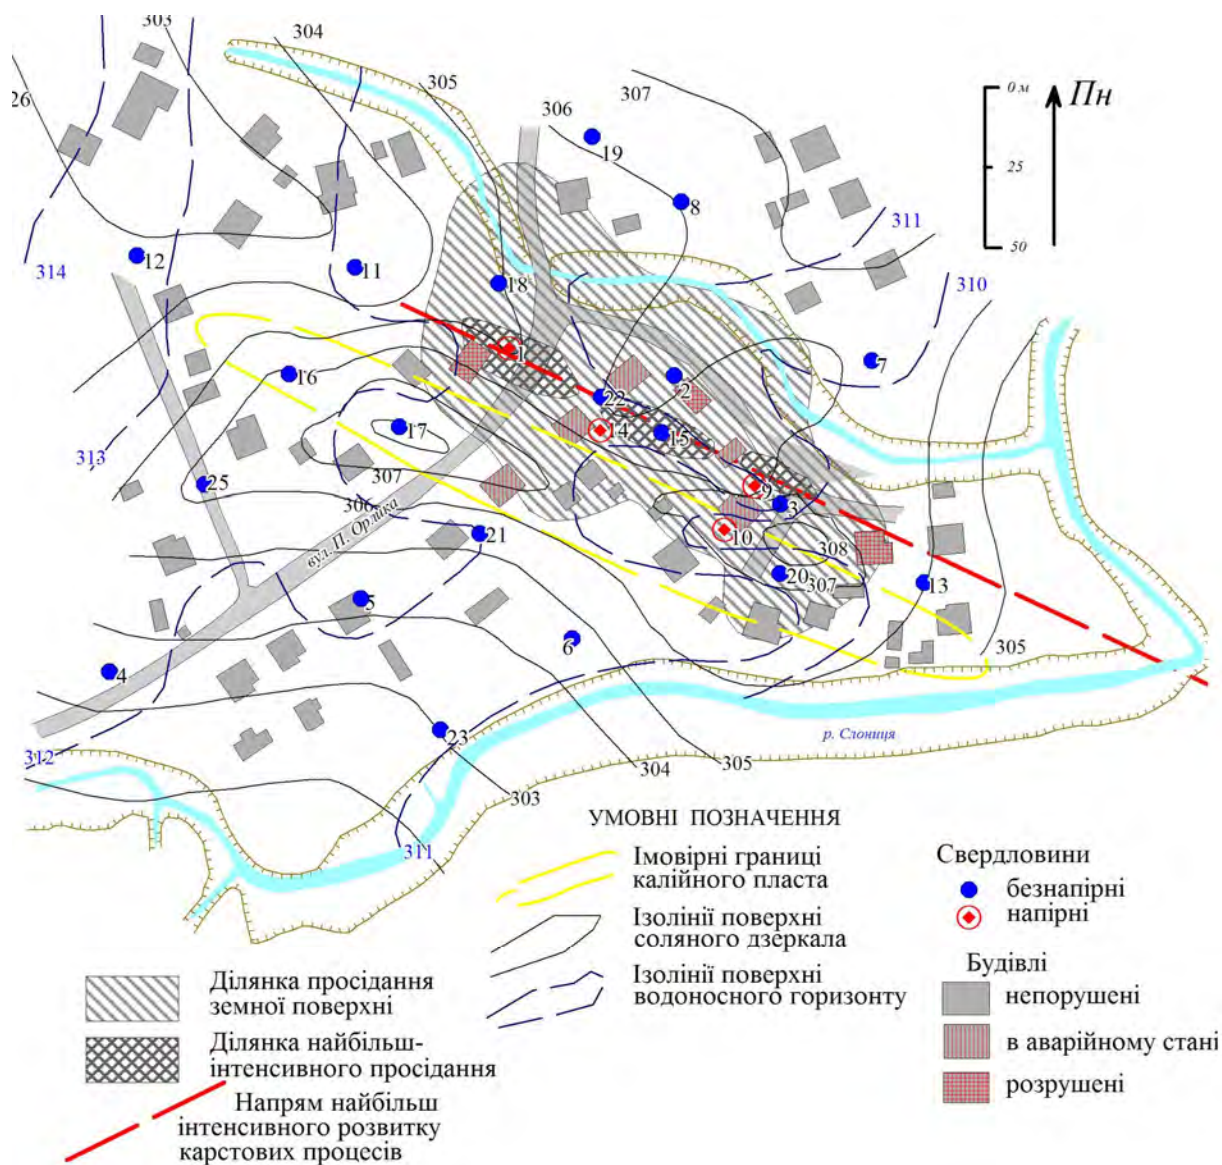 303
304
305
306
307
0 м
Пн
26
25
19
8
311
50
12
314
11
310
18
1
7
16
2
22
14
15
17
313
307
9
25
306
3
вул. П. Орлика
21
10
308
20
307
13
5
6
305
4
р. Слониця
23
312
304
305
303
311
УМОВНІ ПОЗНАЧЕННЯ
Імовірні границі
калійного пласта
Ізолінії поверхні
соляного дзеркала
Ізолінії поверхні
водоносного горизонту
Свердловини
безнапірні
напірні
Будівлі
непорушені
в аварійному стані
розрушені
Ділянка просідання
земної поверхні
Ділянка найбільш-
інтенсивного просідання
Напрям найбільш
інтенсивного розвитку
карстових процесів